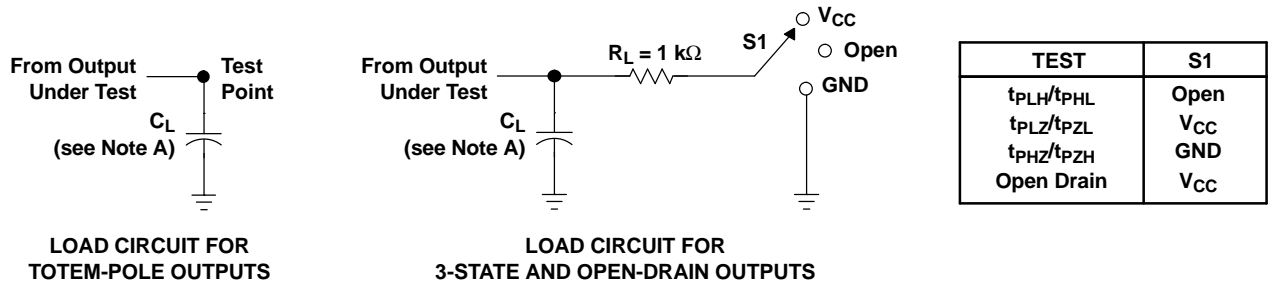 From Output
Under Test
Test
Point
CL
(see Note A)
LOAD CIRCUIT FOR
TOTEM-POLE OUTPUTS
From Output
Under Test
CL
(see Note A)
RL = 1 kΩ
S1
VCC
Open
GND
LOAD CIRCUIT FOR
3-STATE AND OPEN-DRAIN OUTPUTS
TEST S1
tPLH/tPHL Open
tPLZ/tPZL VCC
tPHZ/tPZH GND
Open Drain VCC